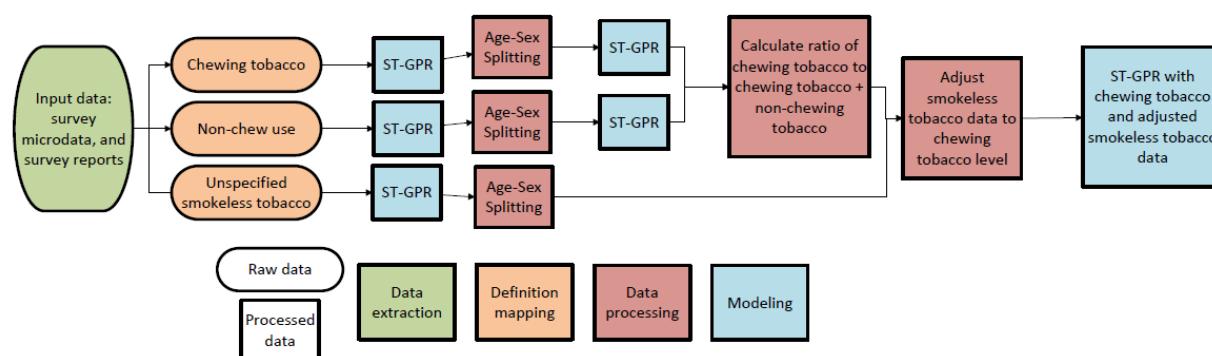 Input data:
survey
microdata, and
survey reports
Chewing tobacco
Non-chew use
Unspecified
smokeless tobacco
ST-GPR
ST-GPR
ST-GPR
Age-Sex
Splitting
Age-Sex
Splitting
Age-Sex
Splitting
ST-GPR
ST-GPR
Calculate ratio of
chewing tobacco to
chewing tobacco +
non-chewing
tobacco
Adjust
smokeless
tobacco data to
chewing
tobacco level
ST-GPR with
chewing tobacco
and adjusted
smokeless tobacco
data
Raw data
Processed
data
Data
extraction
Definition
mapping
Data
processing
Modeling